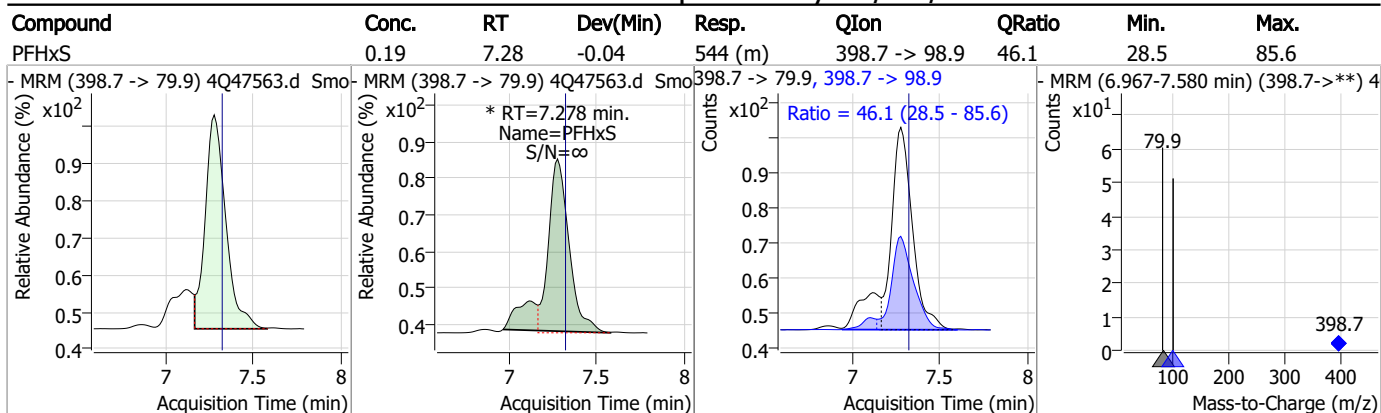 Compound Conc. RT Dev(Min) Resp. QIon QRatio Min. Max.
PFHxS 0.19 7.28 -0.04 544 (m) 398.7 -> 98.9 46.1 28.5 85.6
- MRM (398.7 -> 79.9) 4Q47563.d Smo
Relative Abundance (%)
x10²
0.9
0.8
0.7
0.6
0.5
0.4
7 7.5 8
Acquisition Time (min)
- MRM (398.7 -> 79.9) 4Q47563.d Smo
Relative Abundance (%)
x10²
* RT=7.278 min.
Name=PFHxS
S/N=∞
0.9
0.8
0.7
0.6
0.5
0.4
7 7.5 8
Acquisition Time (min)
398.7 -> 79.9, 398.7 -> 98.9
Counts
x10²
Ratio = 46.1 (28.5 - 85.6)
0.9
0.8
0.7
0.6
0.5
0.4
7 7.5 8
Acquisition Time (min)
- MRM (6.967-7.580 min) (398.7->**) 4
Counts
x10¹
79.9
6
5
4
3
2
1
0
398.7
100 200 300 400
Mass-to-Charge (m/z)